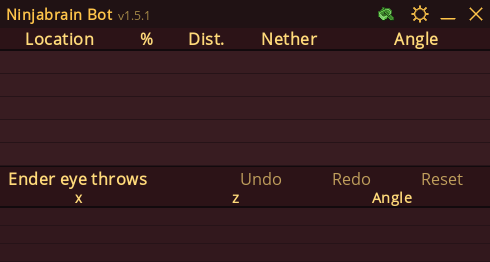 Ninjabrain Bot v1.5.1
Location % Dist. Nether Angle
Ender eye throws Undo Redo Reset
x z Angle